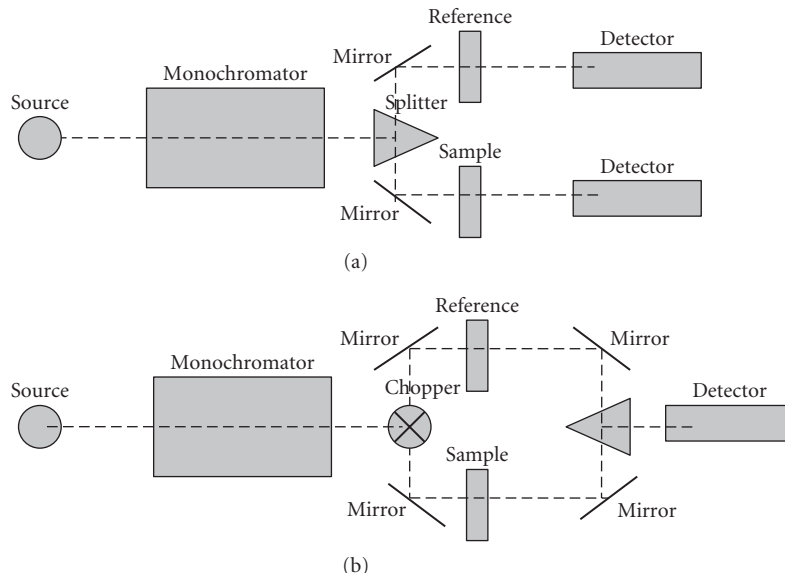 Reference
Mirror
Detector
Monochromator
Source
Splitter
Sample
Detector
Mirror
(a)
Reference
Mirror
Mirror
Monochromator
Source
Chopper
Detector
Sample
Mirror
Mirror
(b)